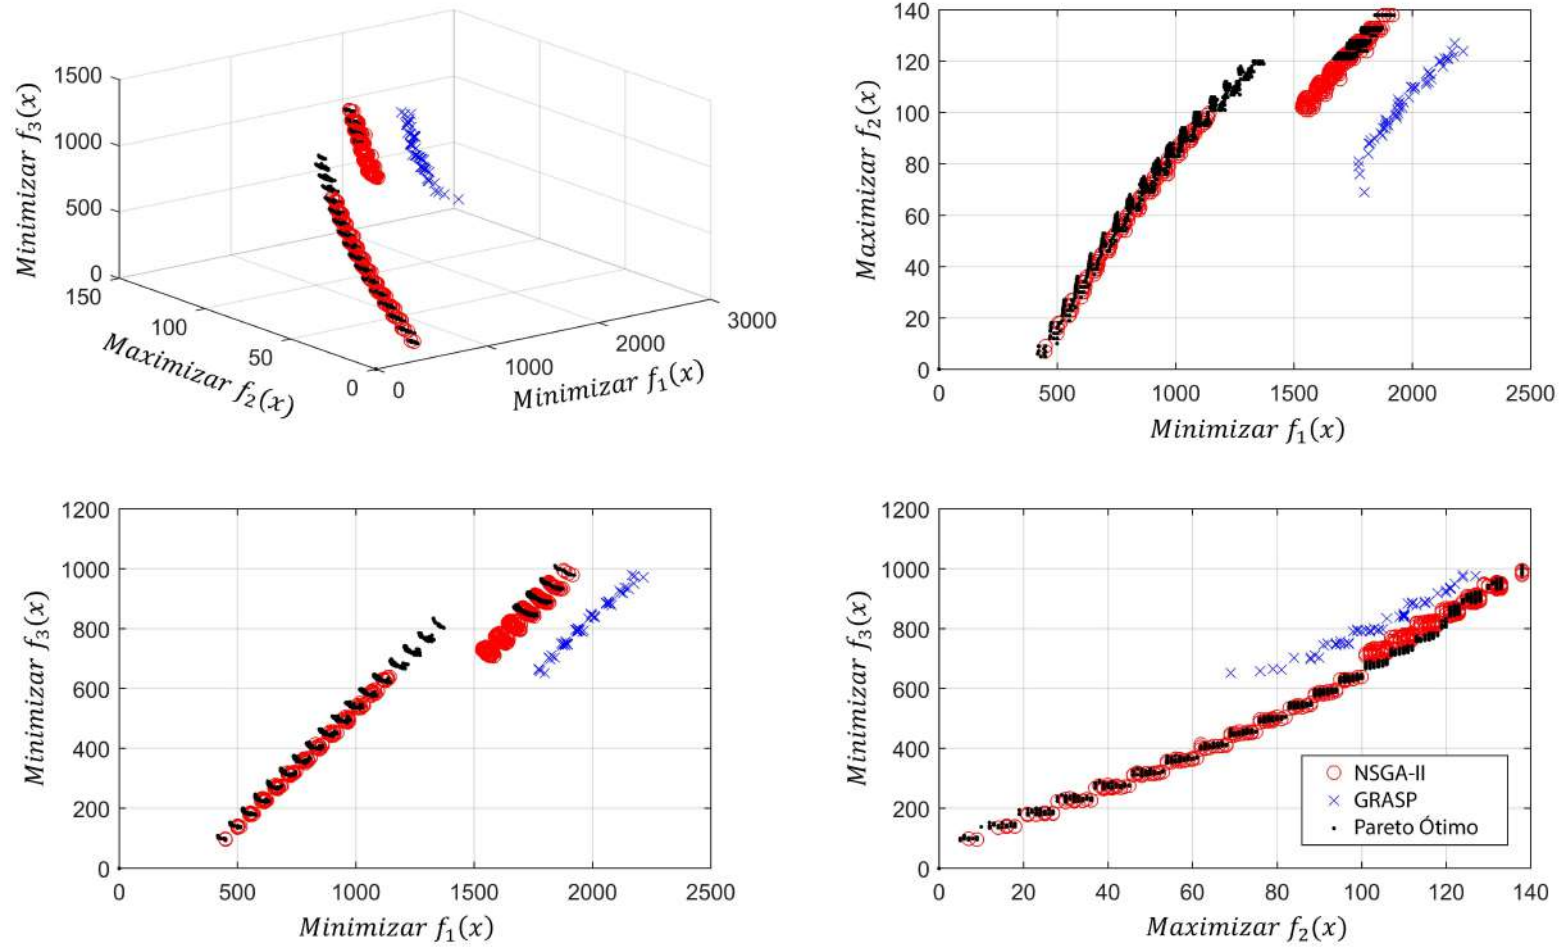 1500
1000
500
0
Minimizar f₃(x)
150
100
50
0
Maximizar f₂(x)
0
1000
2000
3000
Minimizar f₁(x)
140
120
100
80
60
40
20
0
Maximizar f₂(x)
0 500 1000 1500 2000 2500
Minimizar f₁(x)
1200
1000
800
600
400
200
0
Minimizar f₃(x)
0 500 1000 1500 2000 2500
Minimizar f₁(x)
1200
1000
800
600
400
200
0
Minimizar f₃(x)
NSGA-II
GRASP
Pareto Ótimo
0 20 40 60 80 100 120 140
Maximizar f₂(x)